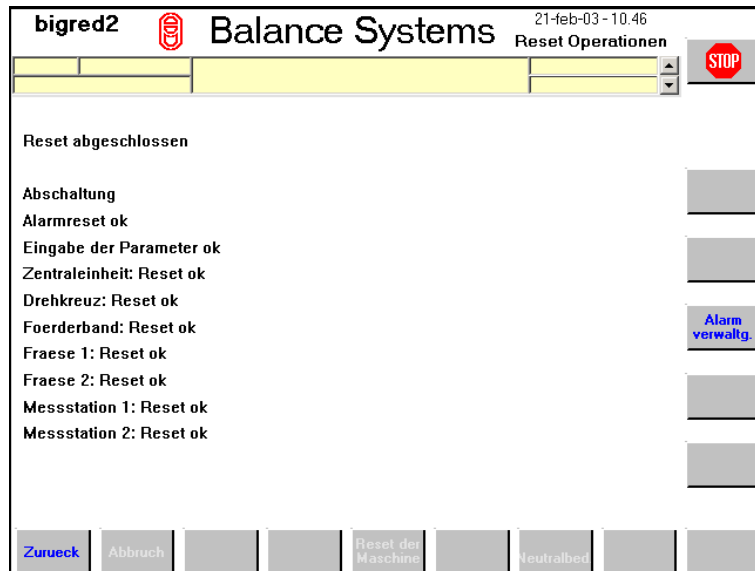 bigred2
Balance Systems
21-feb-03 - 10.46
Reset Operationen
STOP
Reset abgeschlossen
Abschaltung
Alarmreset ok
Eingabe der Parameter ok
Zentraleinheit: Reset ok
Drehkreuz: Reset ok
Foerderband: Reset ok
Fraese 1: Reset ok
Fraese 2: Reset ok
Messstation 1: Reset ok
Messstation 2: Reset ok
Alarm
verwaltg.
Zurueck
Abbruch
Reset der
Maschine
Neutralbed